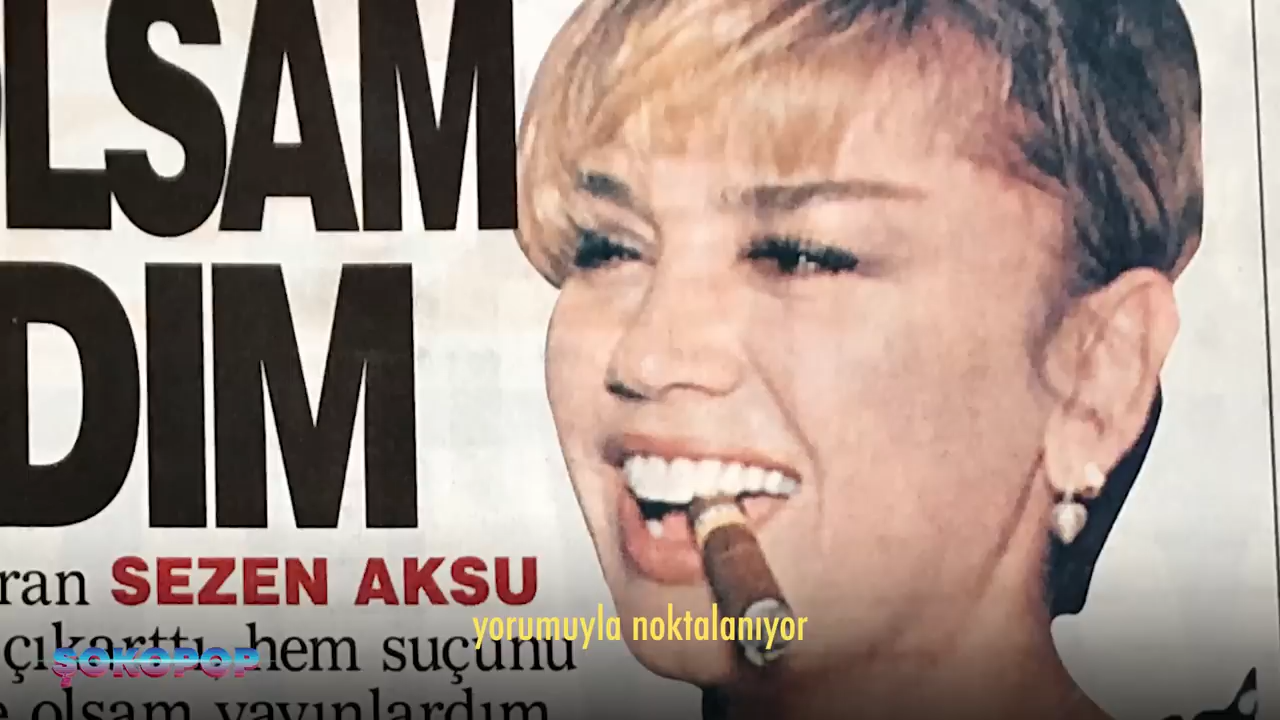 OLSAM
DIM
ran SEZEN AKSU
çıkarttı, hem suçunu
yorumuyla noktalanıyor
ŞOKOPOP
e olsam yayınlardım